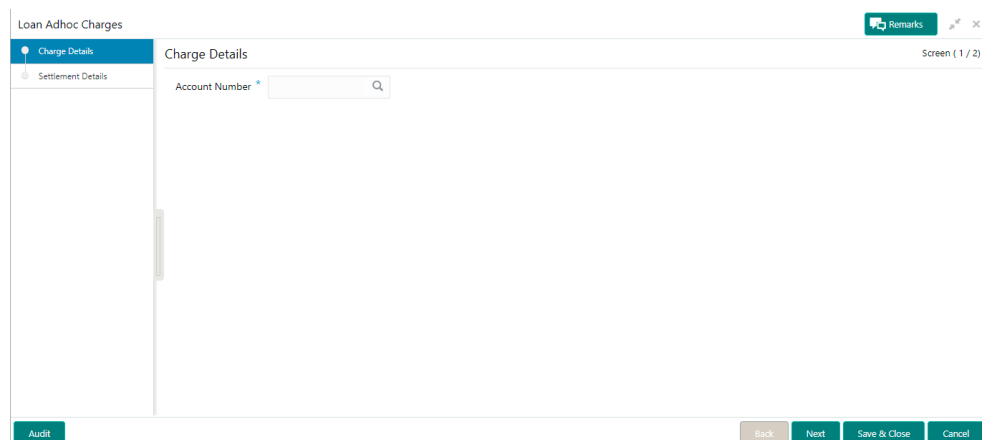 Loan Adhoc Charges
Remarks
Charge Details
Settlement Details
Charge Details
Screen ( 1 / 2)
Account Number *
Audit
Back
Next
Save & Close
Cancel